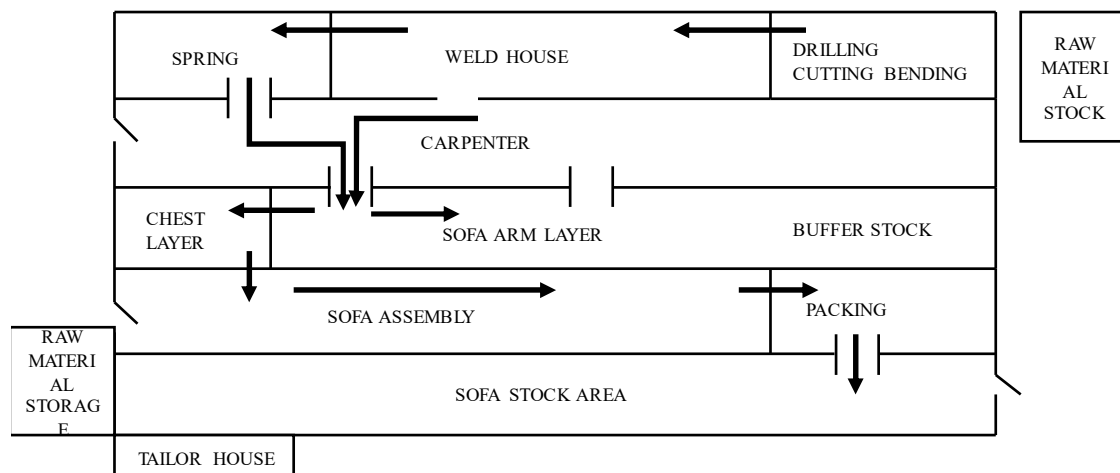 SPRING
WELD HOUSE
DRILLING
CUTTING BENDING
RAW
MATERI
AL
STOCK
CARPENTER
CHEST
LAYER
SOFA ARM LAYER
BUFFER STOCK
SOFA ASSEMBLY
PACKING
RAW
MATERI
AL
STORAG
E
SOFA STOCK AREA
TAILOR HOUSE